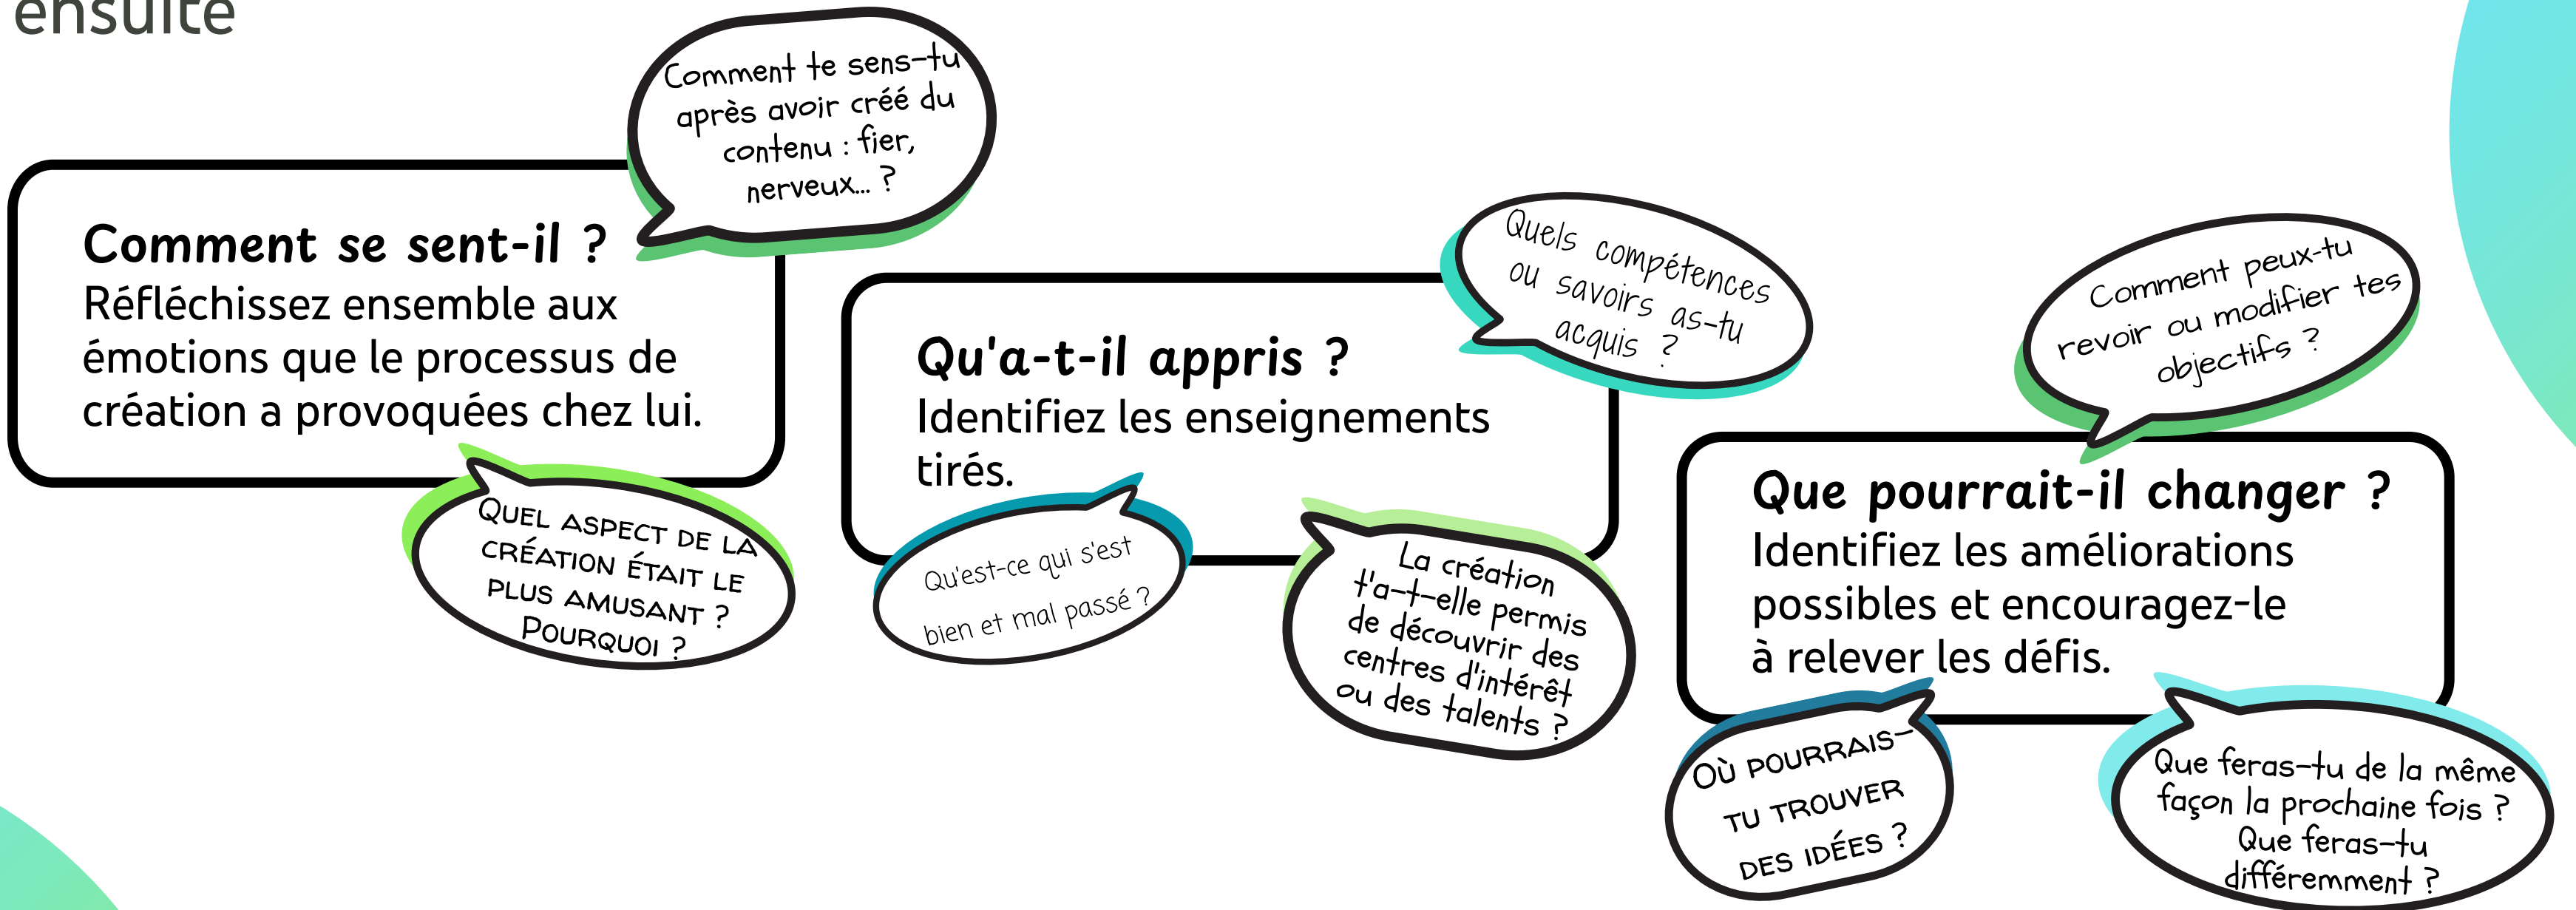 ensuite
Comment te sens-tu
après avoir créé du
contenu : fier,
nerveux... ?
Comment se sent-il ?
Réfléchissez ensemble aux
émotions que le processus de
création a provoquées chez lui.
QUEL ASPECT DE LA
CRÉATION ÉTAIT LE
PLUS AMUSANT ?
POURQUOI ?
Quels compétences
ou savoirs as-tu
acquis ?
Qu'a-t-il appris ?
Identifiez les enseignements
tirés.
Qu'est-ce qui s'est
bien et mal passé ?
La création
t'a-t-elle permis
de découvrir des
centres d'intérêt
ou des talents ?
Comment peux-tu
revoir ou modifier tes
objectifs ?
Que pourrait-il changer ?
Identifiez les améliorations
possibles et encouragez-le
à relever les défis.
OÙ POURRAIS-
TU TROUVER
DES IDÉES ?
Que feras-tu de la même
façon la prochaine fois ?
Que feras-tu
différemment ?